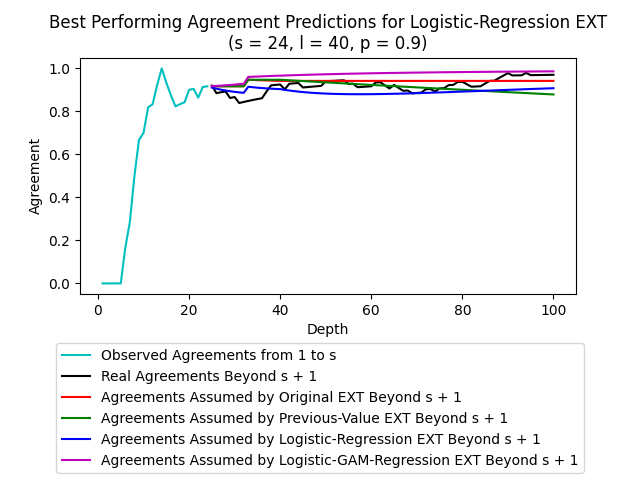 Best Performing Agreement Predictions for Logistic-Regression EXT
(s = 24, l = 40, p = 0.9)
1.0
0.8
0.6
0.4
0.2
0.0
Agreement
0 20 40 60 80 100
Depth
Observed Agreements from 1 to s
Real Agreements Beyond s + 1
Agreements Assumed by Original EXT Beyond s + 1
Agreements Assumed by Previous-Value EXT Beyond s + 1
Agreements Assumed by Logistic-Regression EXT Beyond s + 1
Agreements Assumed by Logistic-GAM-Regression EXT Beyond s + 1